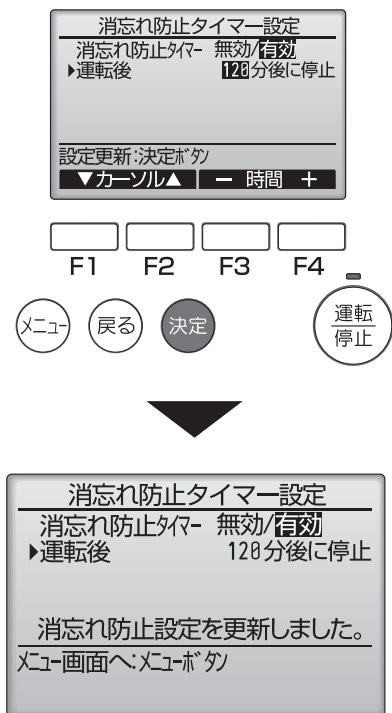 消忘れ防止タイマー設定
消忘れ防止ﾀｲﾏｰ 無効/有効
▶運転後 120分後に停止
設定更新:決定ﾎﾞﾀﾝ
▼カーソル▲ － 時間 ＋
F1 F2 F3 F4
メニュー 戻る 決定
運転
停止
消忘れ防止タイマー設定
消忘れ防止ﾀｲﾏｰ 無効/有効
▶運転後 120分後に停止
消忘れ防止設定を更新しました。
ﾒﾆｭｰ画面へ:ﾒﾆｭｰﾎﾞﾀﾝ